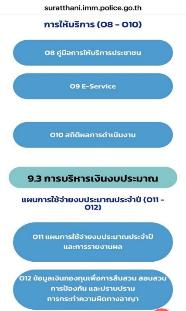 suratthani.imm.police.go.th
การให้บริการ (O8 - O10)
O8 คู่มือการให้บริการประชาชน
O9 E-Service
O10 สถิติผลการดำเนินงาน
9.3 การบริหารเงินงบประมาณ
แผนการใช้จ่ายงบประมาณประจำปี (O11 -
O12)
O11 แผนการใช้จ่ายงบประมาณประจำปี
และการรายงานผล
O12 ข้อมูลเงินกองทุนเพื่อการสืบสวน สอบสวน
การป้องกัน และปราบปราม
การกระทำความผิดทางอาญา